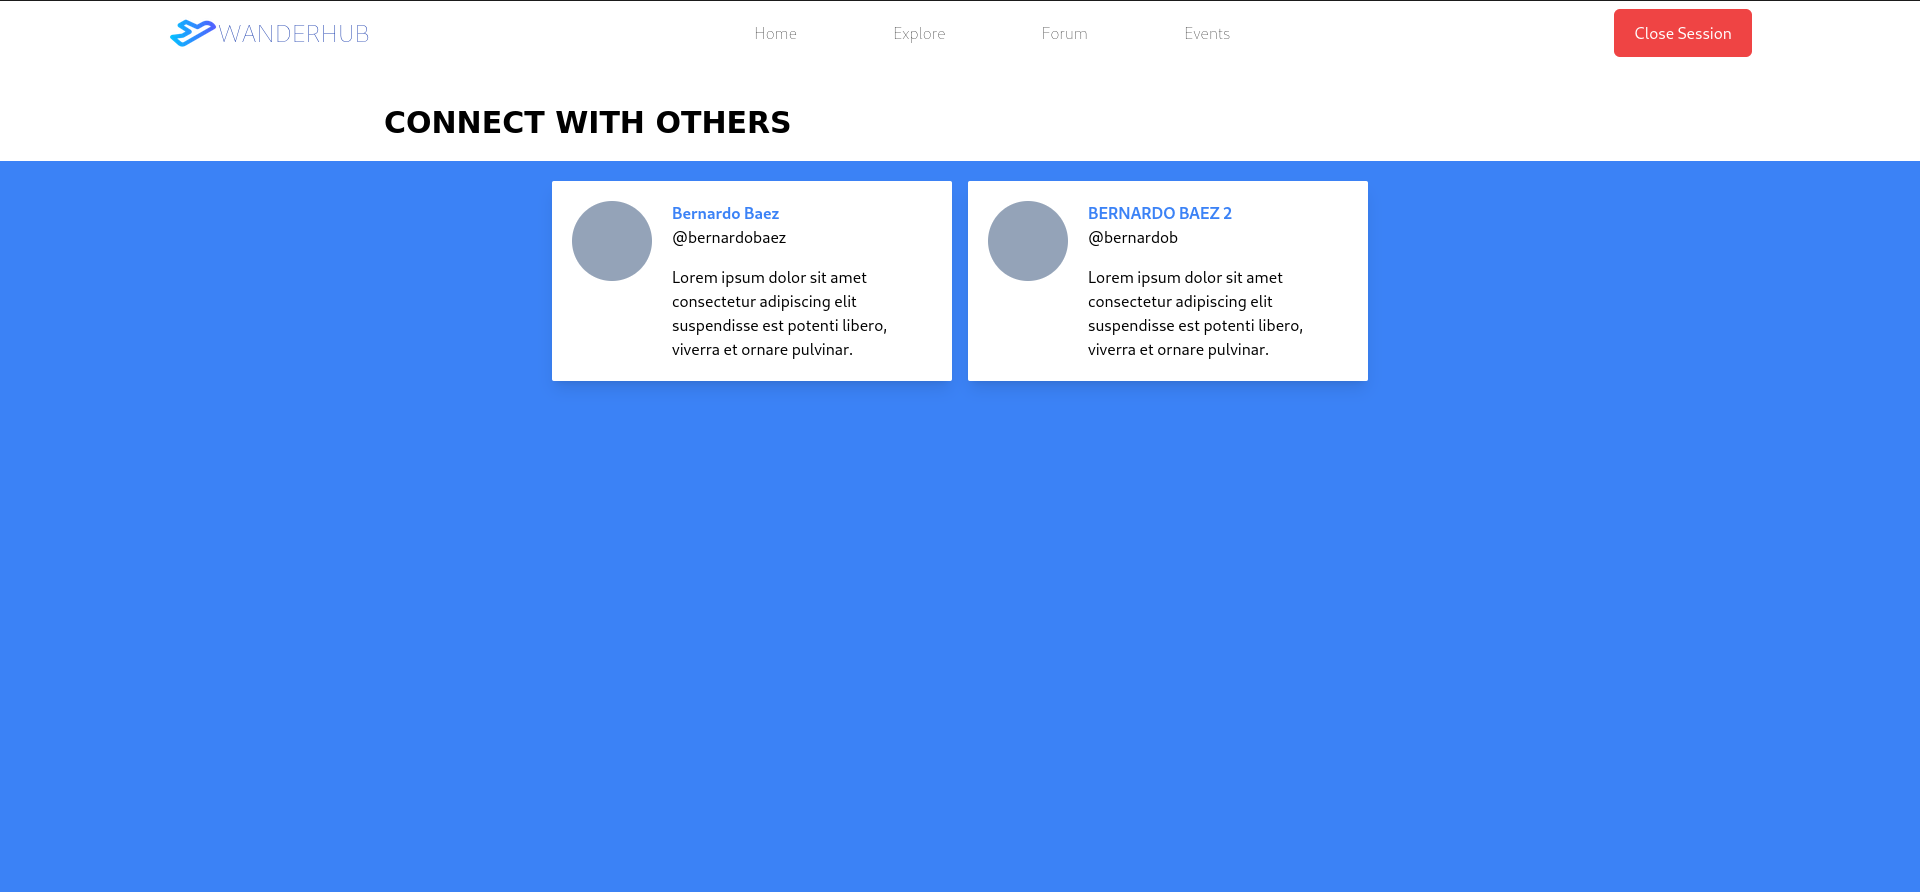 WANDERHUB
Home
Explore
Forum
Events
Close Session
CONNECT WITH OTHERS
Bernardo Baez
@bernardobaez
Lorem ipsum dolor sit amet
consectetur adipiscing elit
suspendisse est potenti libero,
viverra et ornare pulvinar.
BERNARDO BAEZ 2
@bernardob
Lorem ipsum dolor sit amet
consectetur adipiscing elit
suspendisse est potenti libero,
viverra et ornare pulvinar.